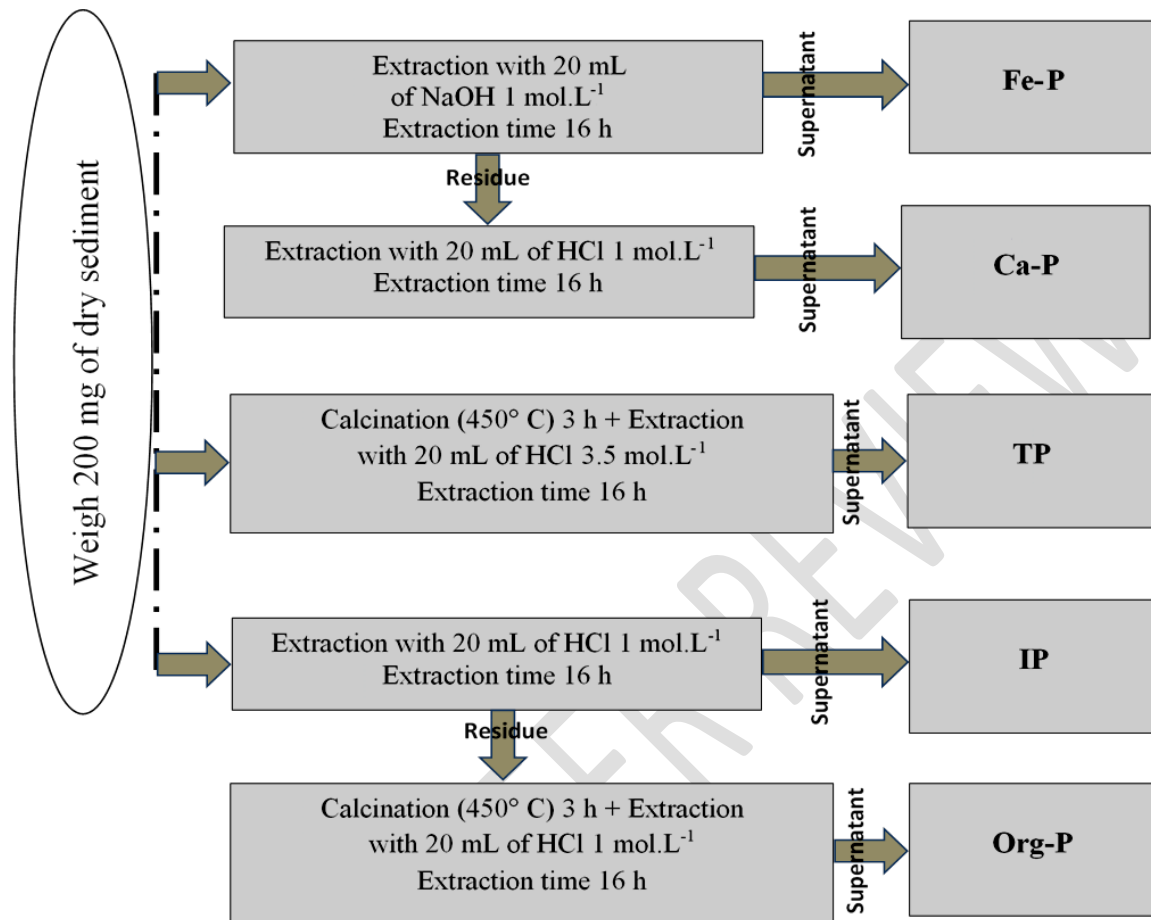 Weigh 200 mg of dry sediment
Extraction with 20 mL
of NaOH 1 mol.L⁻¹
Extraction time 16 h
Supernatant
Fe-P
Residue
Extraction with 20 mL of HCl 1 mol.L⁻¹
Extraction time 16 h
Supernatant
Ca-P
Calcination (450° C) 3 h + Extraction
with 20 mL of HCl 3.5 mol.L⁻¹
Extraction time 16 h
Supernatant
TP
Extraction with 20 mL of HCl 1 mol.L⁻¹
Extraction time 16 h
Supernatant
IP
Residue
Calcination (450° C) 3 h + Extraction
with 20 mL of HCl 1 mol.L⁻¹
Extraction time 16 h
Supernatant
Org-P
ER REVIEW